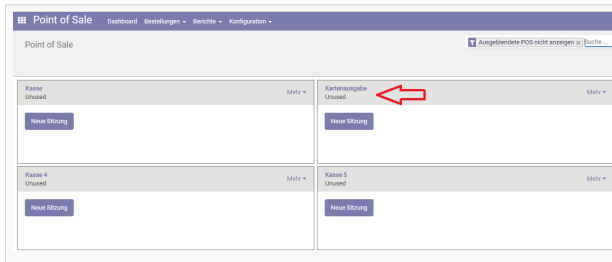 Point of Sale Dashboard Bestellungen Berichte Konfiguration
Point of Sale Ausgeblendete POS nicht anzeigen x Suche ...
Kasse Mehr
Unused
Neue Sitzung
Kartenausgabe Mehr
Unused
Neue Sitzung
Kasse 4 Mehr
Unused
Neue Sitzung
Kasse 5 Mehr
Unused
Neue Sitzung